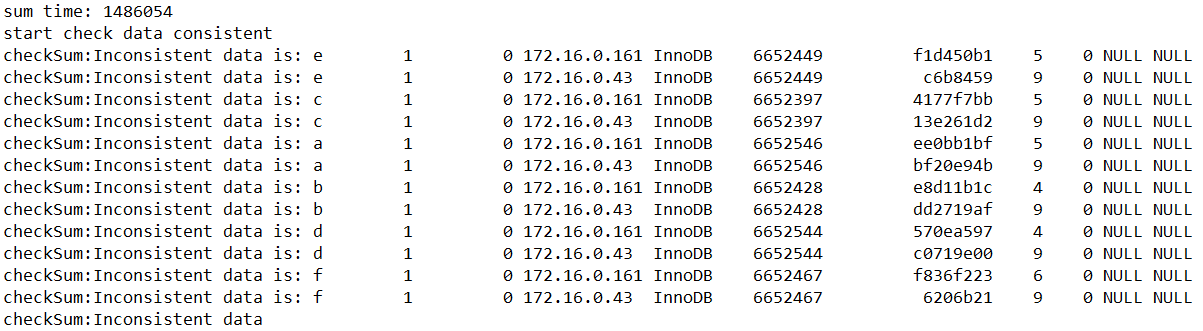 sum time: 1486054
start check data consistent
checkSum:Inconsistent data is: e 1 0 172.16.0.161 InnoDB 6652449 f1d450b1 5 0 NULL NULL
checkSum:Inconsistent data is: e 1 0 172.16.0.43 InnoDB 6652449 c6b8459 9 0 NULL NULL
checkSum:Inconsistent data is: c 1 0 172.16.0.161 InnoDB 6652397 4177f7bb 5 0 NULL NULL
checkSum:Inconsistent data is: c 1 0 172.16.0.43 InnoDB 6652397 13e261d2 9 0 NULL NULL
checkSum:Inconsistent data is: a 1 0 172.16.0.161 InnoDB 6652546 ee0bb1bf 5 0 NULL NULL
checkSum:Inconsistent data is: a 1 0 172.16.0.43 InnoDB 6652546 bf20e94b 9 0 NULL NULL
checkSum:Inconsistent data is: b 1 0 172.16.0.161 InnoDB 6652428 e8d11b1c 4 0 NULL NULL
checkSum:Inconsistent data is: b 1 0 172.16.0.43 InnoDB 6652428 dd2719af 9 0 NULL NULL
checkSum:Inconsistent data is: d 1 0 172.16.0.161 InnoDB 6652544 570ea597 4 0 NULL NULL
checkSum:Inconsistent data is: d 1 0 172.16.0.43 InnoDB 6652544 c0719e00 9 0 NULL NULL
checkSum:Inconsistent data is: f 1 0 172.16.0.161 InnoDB 6652467 f836f223 6 0 NULL NULL
checkSum:Inconsistent data is: f 1 0 172.16.0.43 InnoDB 6652467 6206b21 9 0 NULL NULL
checkSum:Inconsistent data